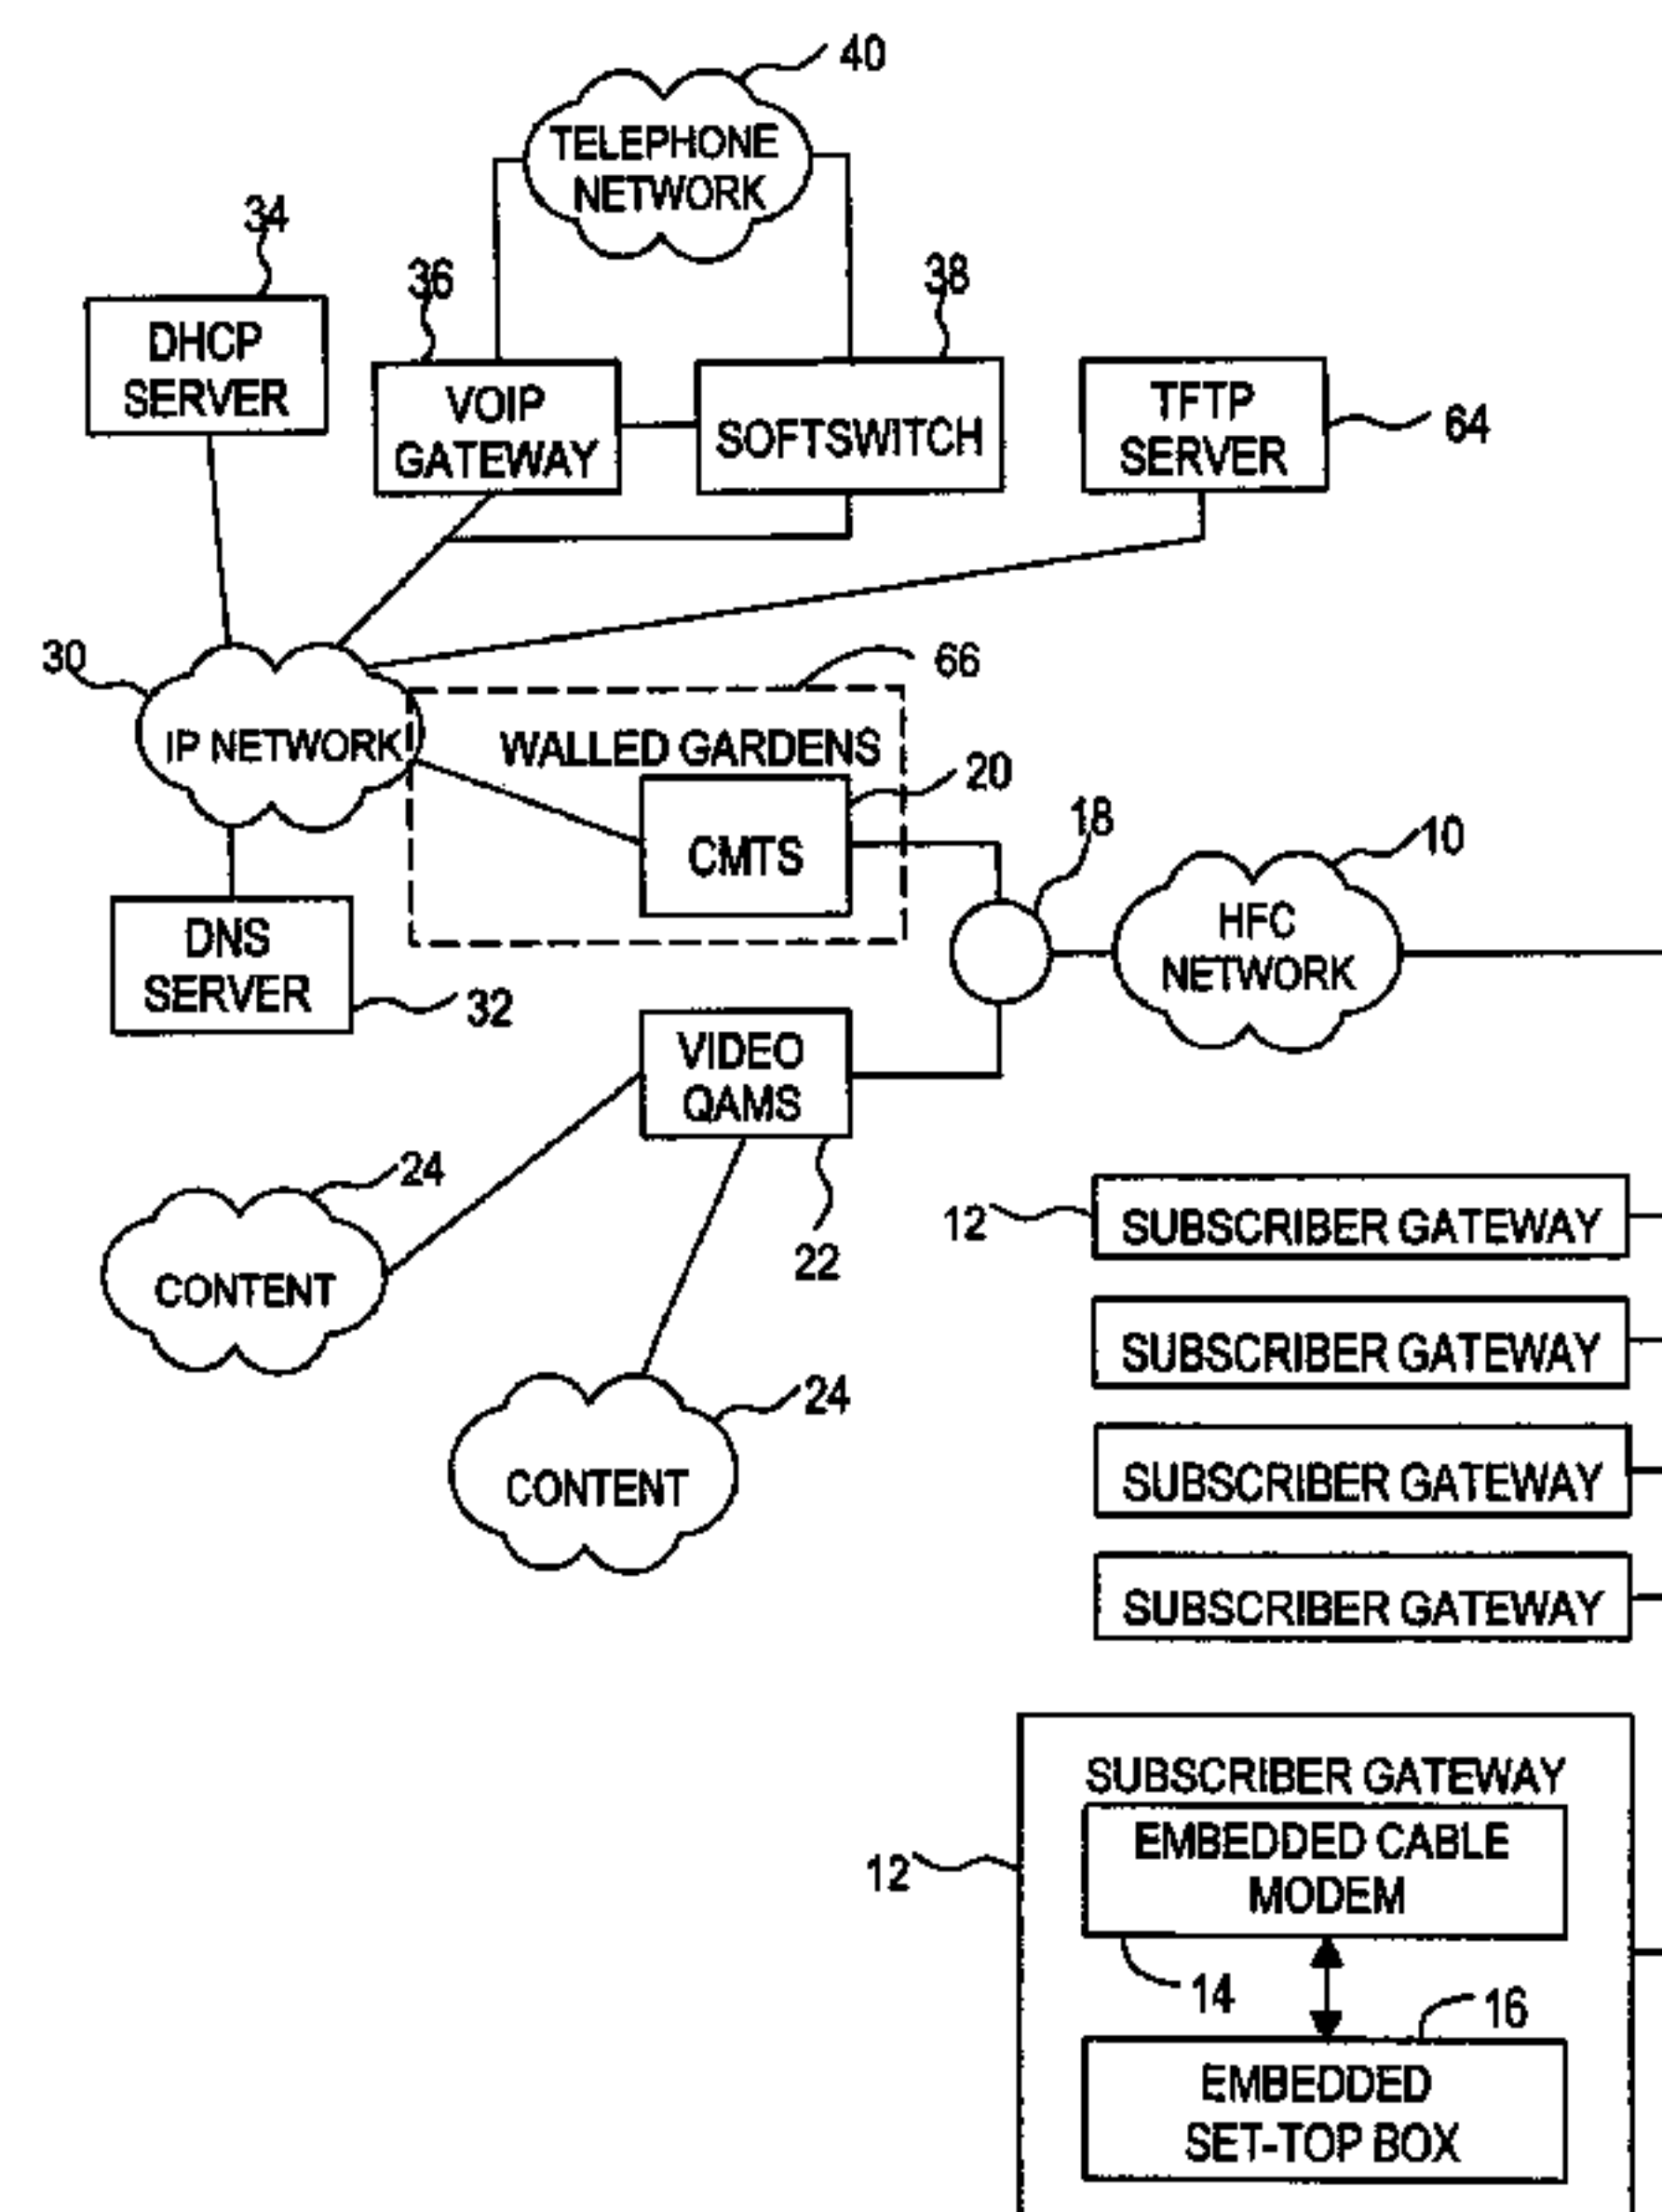 40
TELEPHONE
NETWORK
34
36
38
DHCP
SERVER
VOIP
GATEWAY
SOFTSWITCH
TFTP
SERVER
64
30
66
IP NETWORK
WALLED GARDENS
20
CMTS
18
10
HFC
NETWORK
DNS
SERVER
32
VIDEO
QAMS
22
24
CONTENT
24
CONTENT
12
SUBSCRIBER GATEWAY
SUBSCRIBER GATEWAY
SUBSCRIBER GATEWAY
SUBSCRIBER GATEWAY
SUBSCRIBER GATEWAY
12
EMBEDDED CABLE
MODEM
14
16
EMBEDDED
SET-TOP BOX